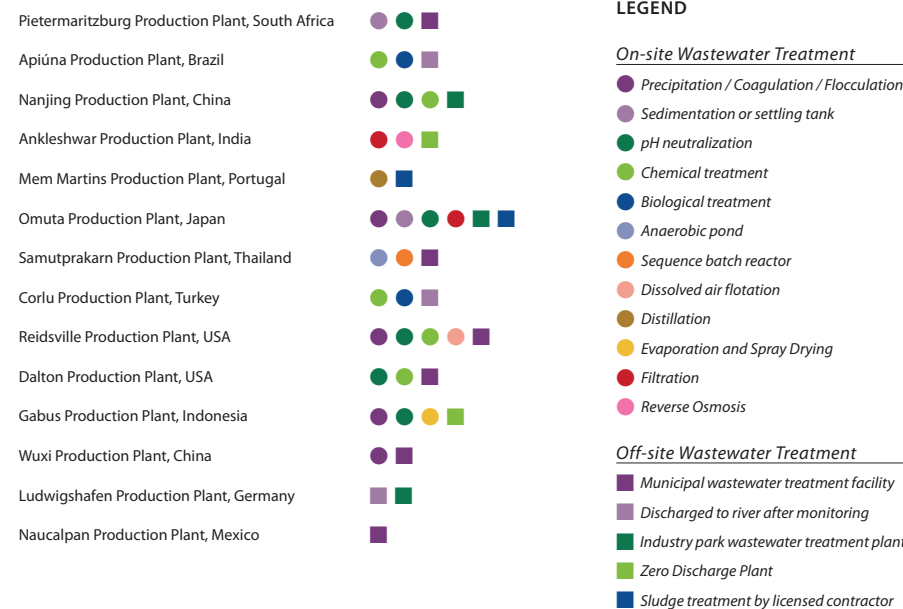 Pietermaritzburg Production Plant, South Africa
Apiúna Production Plant, Brazil
Nanjing Production Plant, China
Ankleshwar Production Plant, India
Mem Martins Production Plant, Portugal
Omuta Production Plant, Japan
Samutprakarn Production Plant, Thailand
Corlu Production Plant, Turkey
Reidsville Production Plant, USA
Dalton Production Plant, USA
Gabus Production Plant, Indonesia
Wuxi Production Plant, China
Ludwigshafen Production Plant, Germany
Naucalpan Production Plant, Mexico
LEGEND
On-site Wastewater Treatment
Precipitation / Coagulation / Flocculation
Sedimentation or settling tank
pH neutralization
Chemical treatment
Biological treatment
Anaerobic pond
Sequence batch reactor
Dissolved air flotation
Distillation
Evaporation and Spray Drying
Filtration
Reverse Osmosis
Off-site Wastewater Treatment
Municipal wastewater treatment facility
Discharged to river after monitoring
Industry park wastewater treatment plant
Zero Discharge Plant
Sludge treatment by licensed contractor